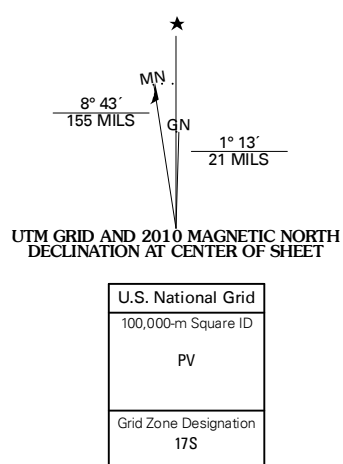 MN
GN
8° 43´
155 MILS
1° 13´
21 MILS
UTM GRID AND 2010 MAGNETIC NORTH
DECLINATION AT CENTER OF SHEET
U.S. National Grid
100,000-m Square ID
PV
Grid Zone Designation
17S